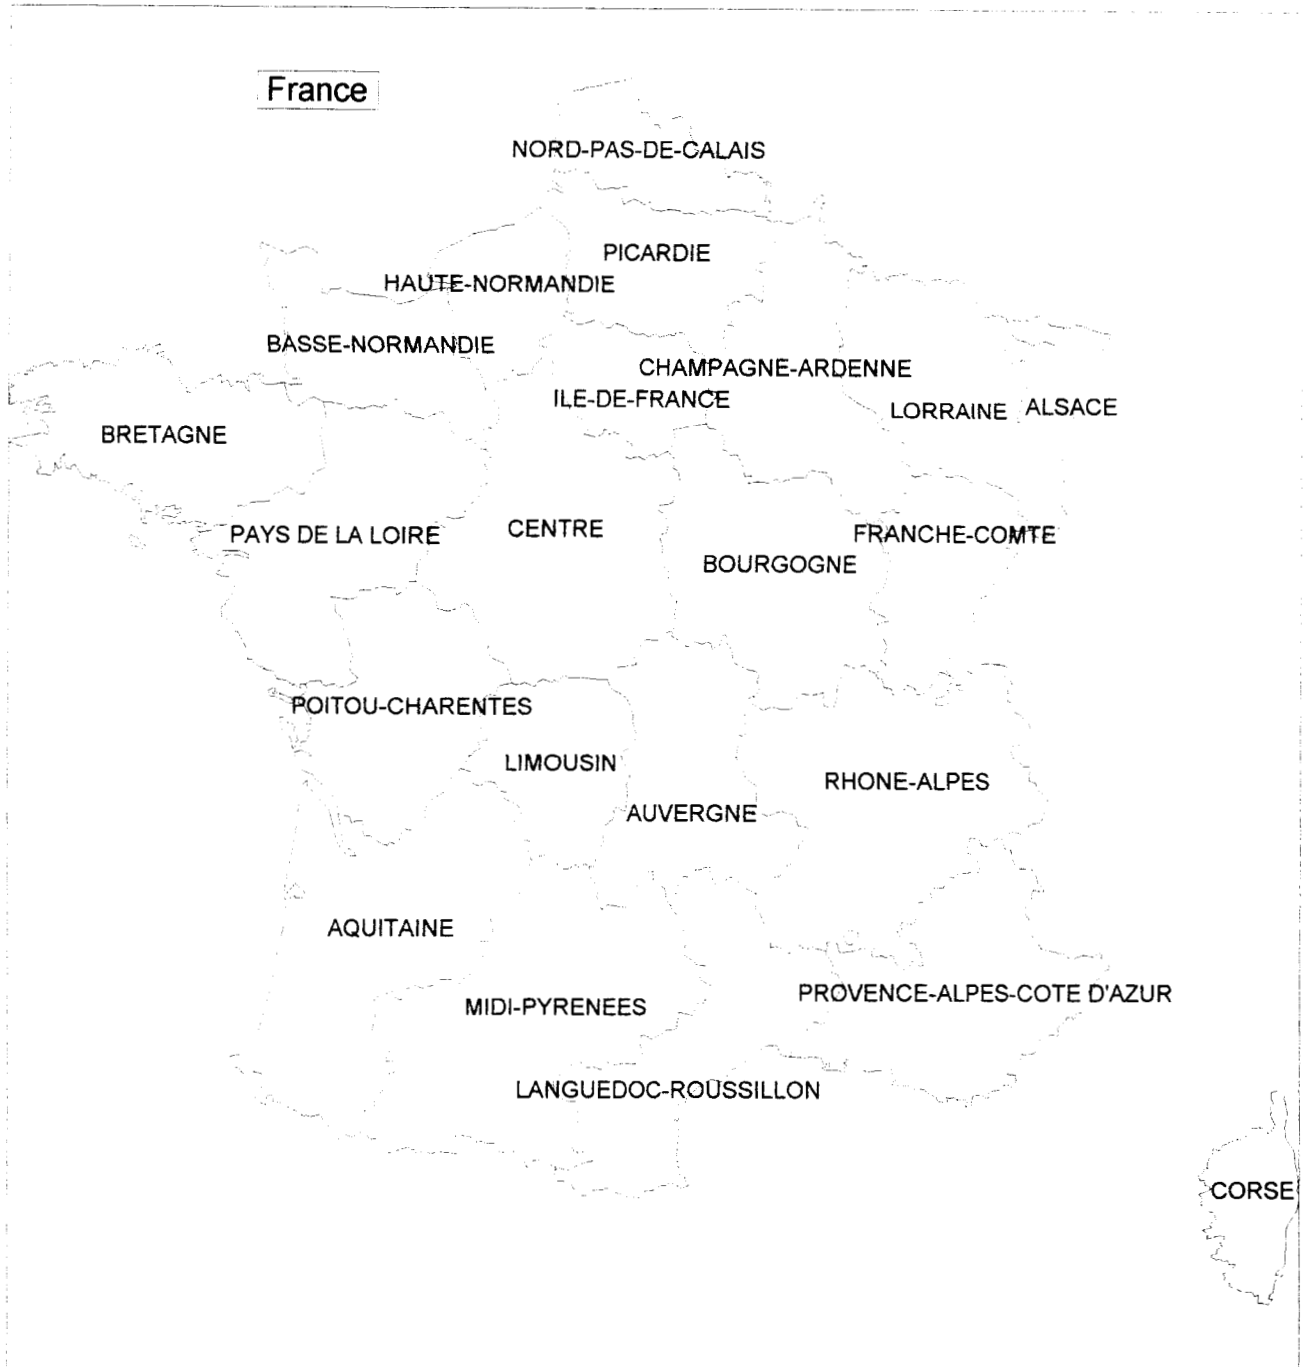 France
NORD-PAS-DE-CALAIS
PICARDIE
HAUTE-NORMANDIE
BASSE-NORMANDIE
CHAMPAGNE-ARDENNE
ILE-DE-FRANCE
LORRAINE
ALSACE
BRETAGNE
PAYS DE LA LOIRE
CENTRE
FRANCHE-COMTE
BOURGOGNE
POITOU-CHARENTES
LIMOUSIN
RHONE-ALPES
AUVERGNE
AQUITAINE
PROVENCE-ALPES-COTE D'AZUR
MIDI-PYRENEES
LANGUEDOC-ROUSSILLON
CORSE